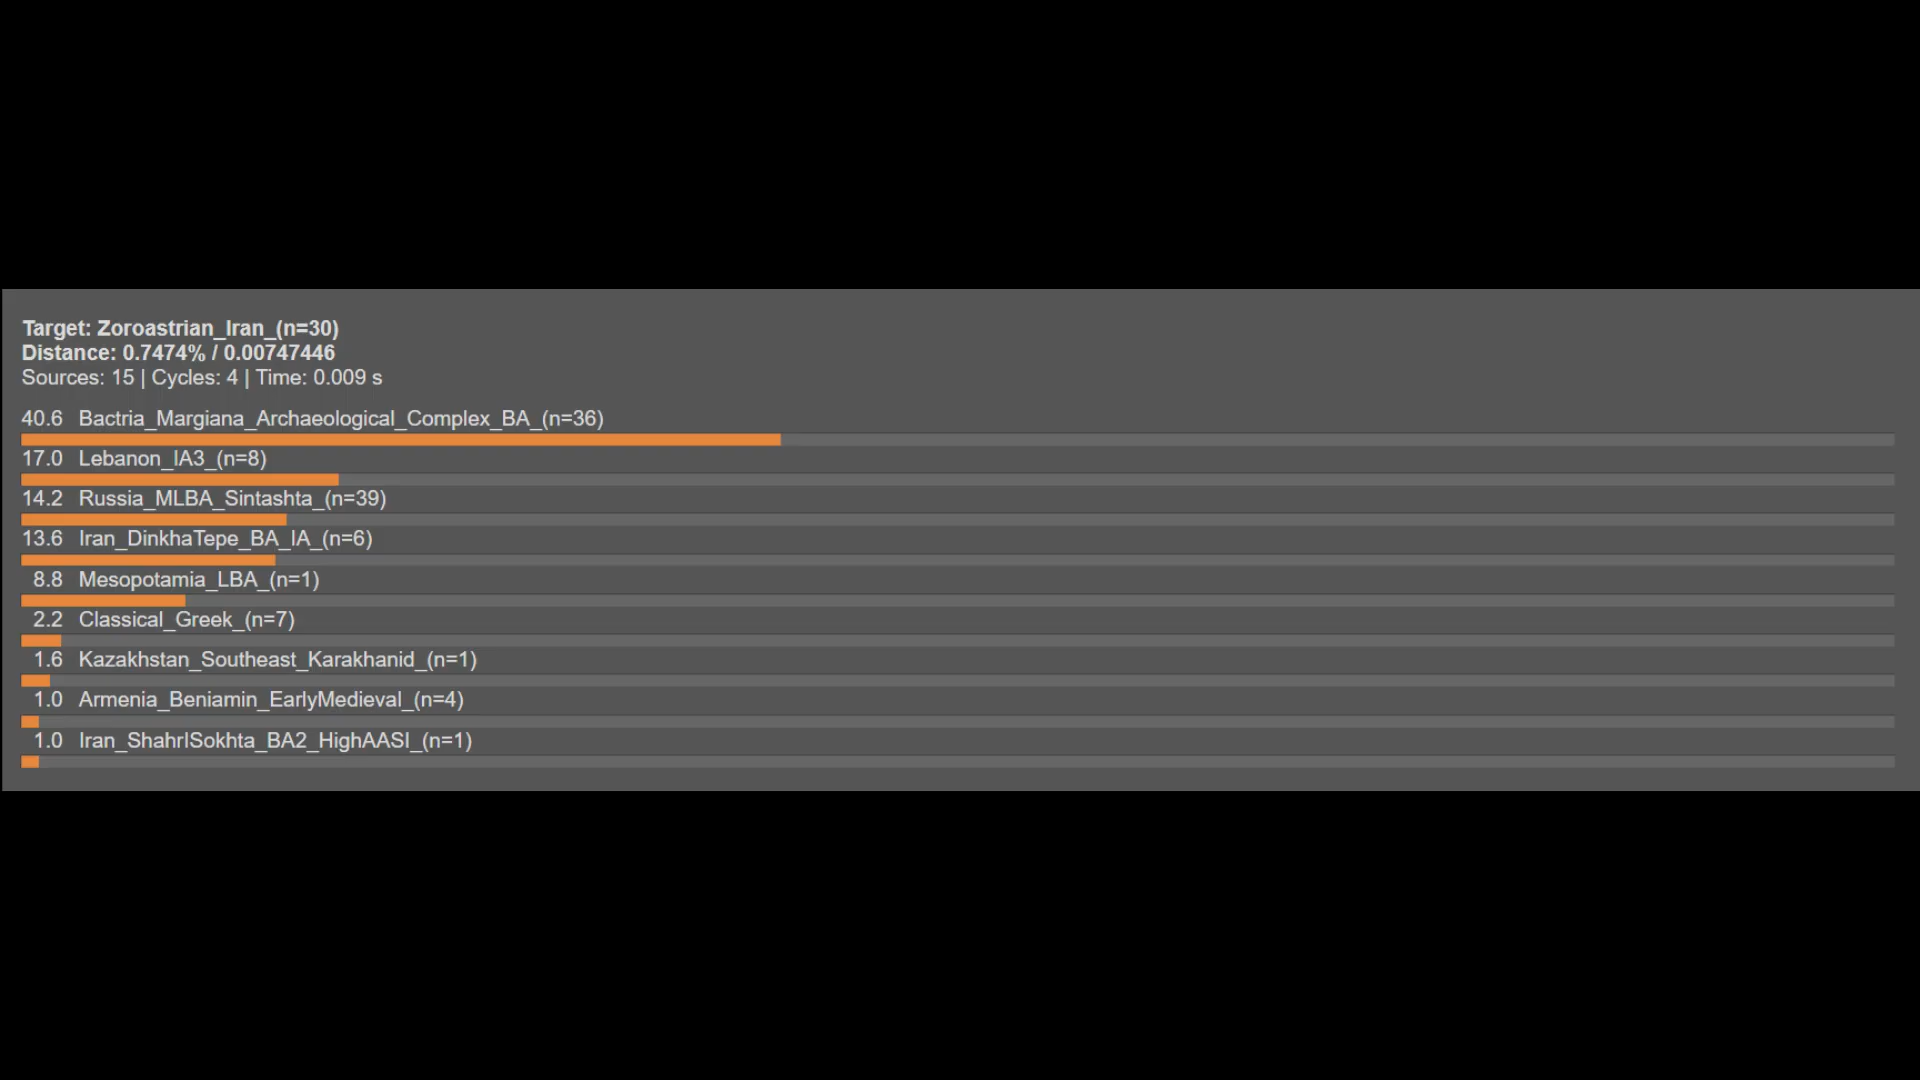 Target: Zoroastrian_Iran_(n=30)
Distance: 0.7474% / 0.00747446
Sources: 15 | Cycles: 4 | Time: 0.009 s
40.6 Bactria_Margiana_Archaeological_Complex_BA_(n=36)
17.0 Lebanon_IA3_(n=8)
14.2 Russia_MLBA_Sintashta_(n=39)
13.6 Iran_DinkhaTepe_BA_IA_(n=6)
8.8 Mesopotamia_LBA_(n=1)
2.2 Classical_Greek_(n=7)
1.6 Kazakhstan_Southeast_Karakhanid_(n=1)
1.0 Armenia_Beniamin_EarlyMedieval_(n=4)
1.0 Iran_ShahrISokhta_BA2_HighAASI_(n=1)